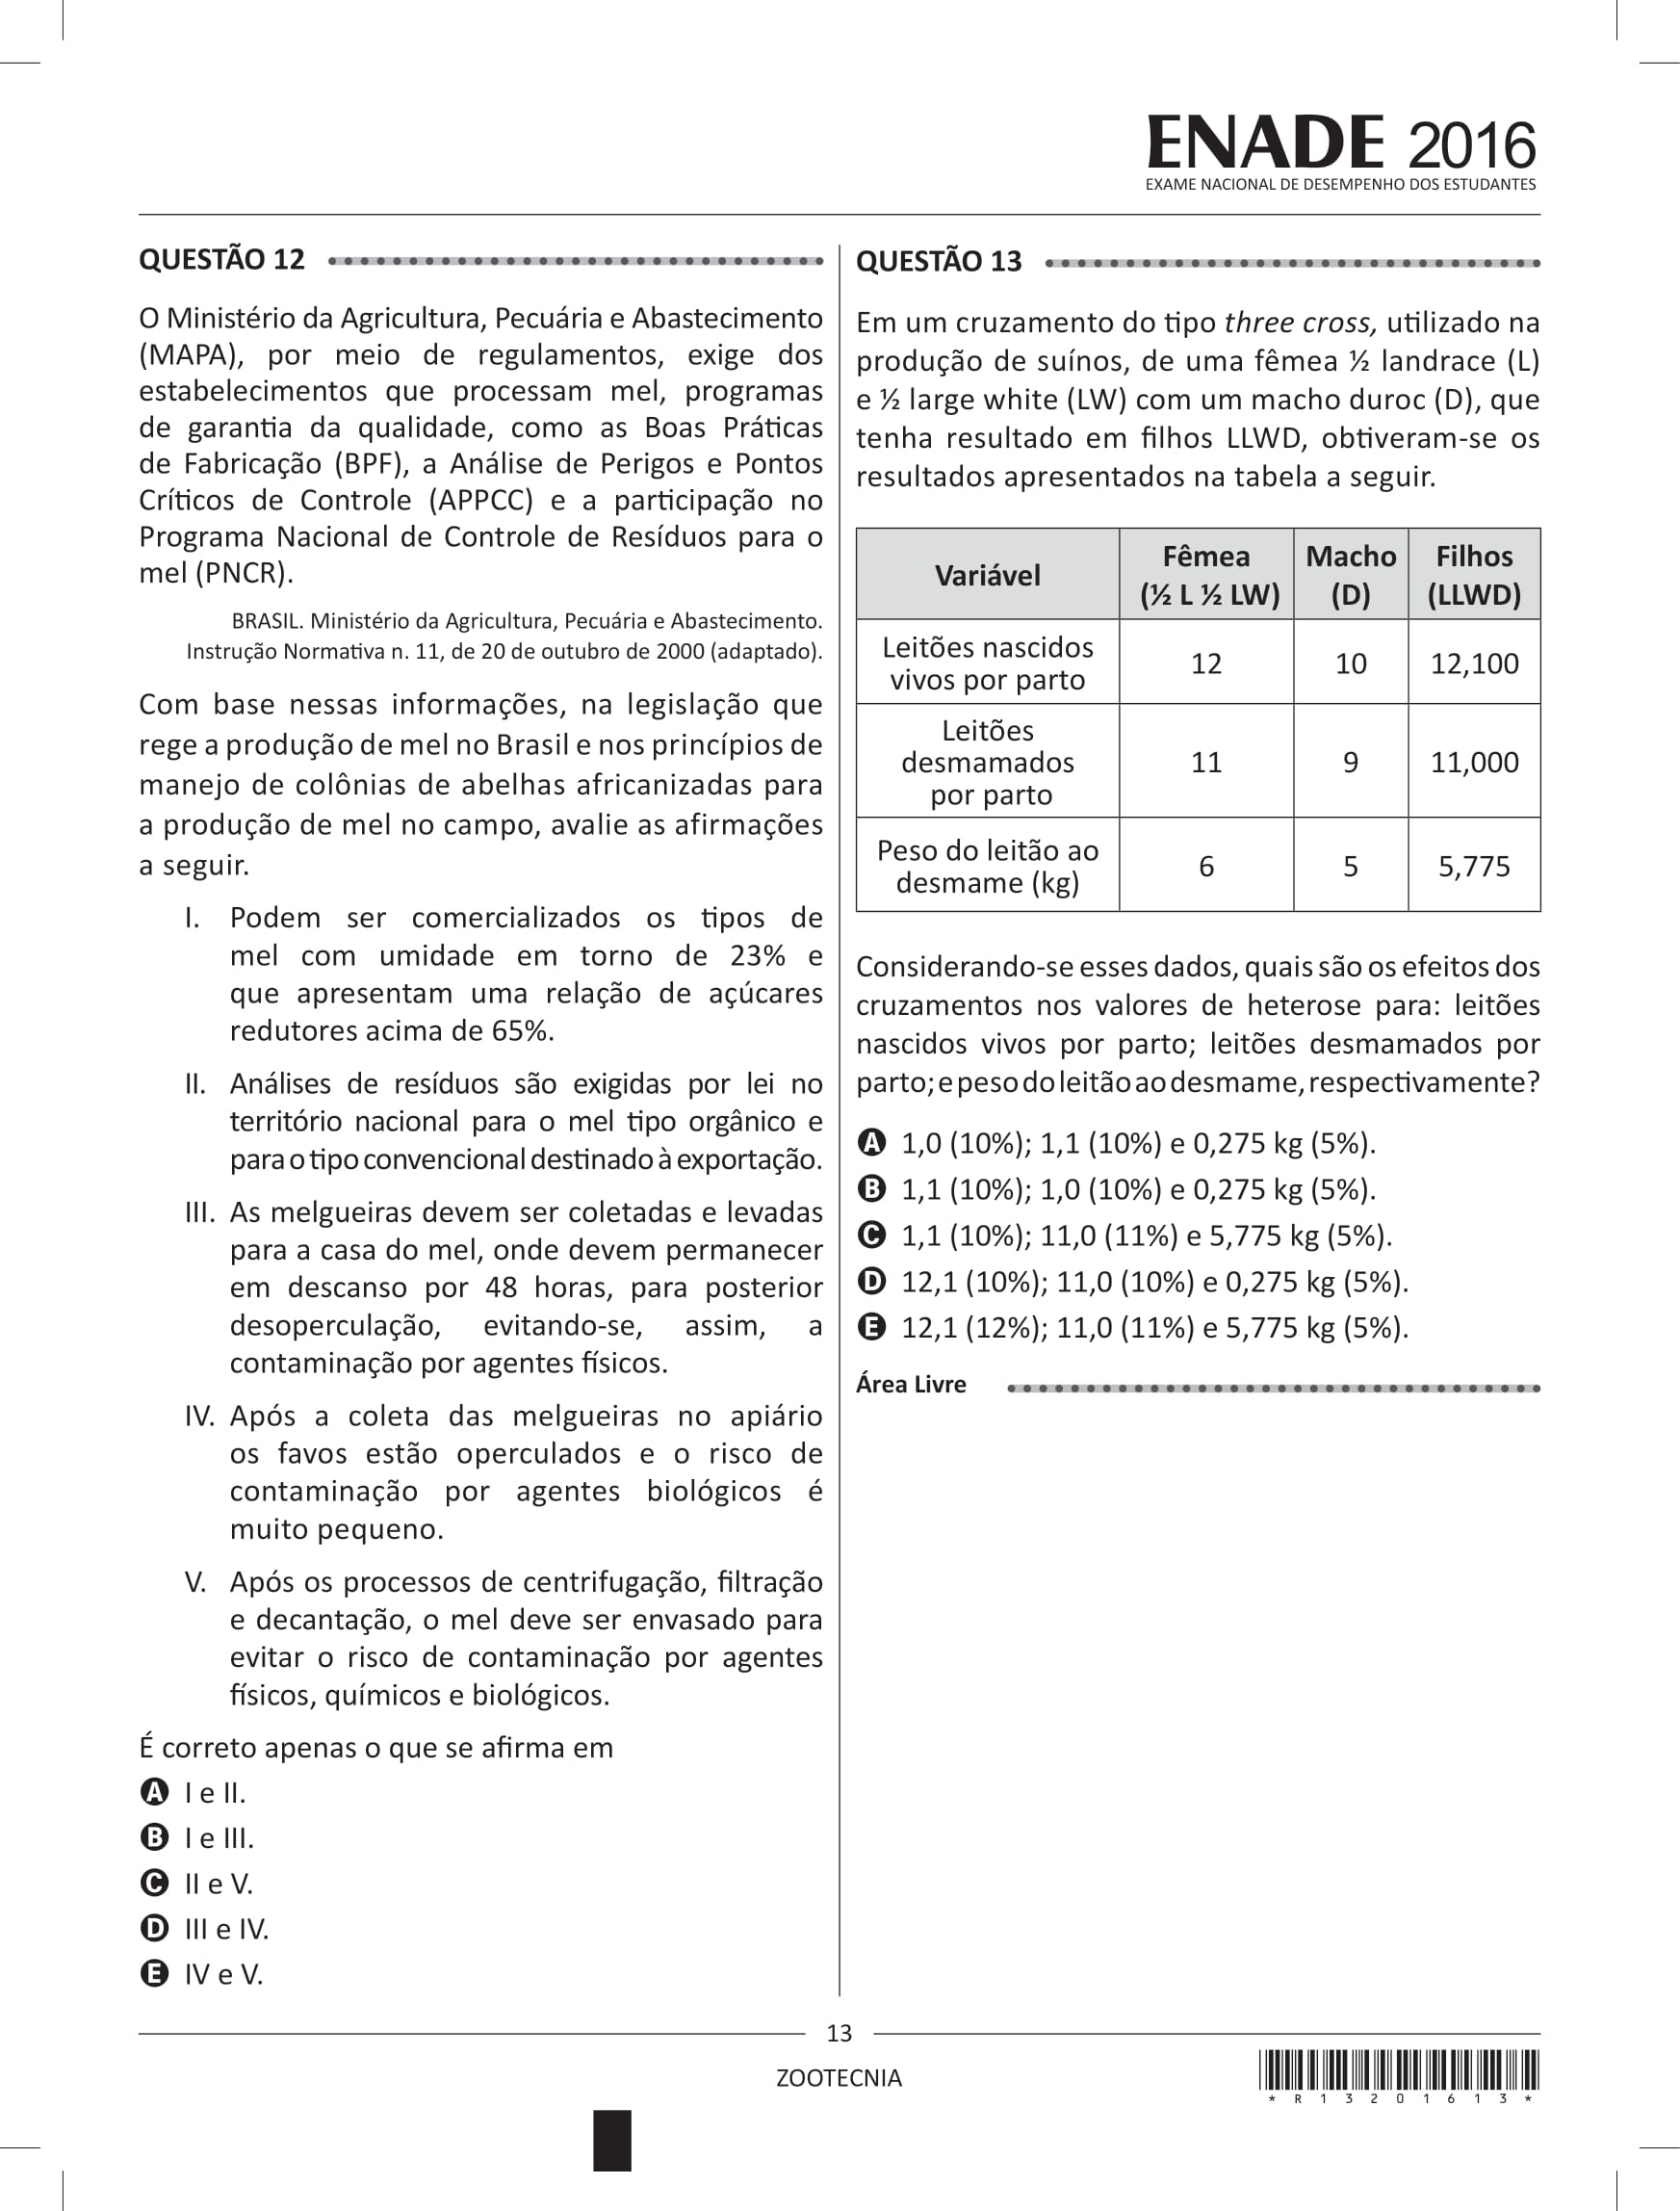 ENADE 2016
EXAME NACIONAL DE DESEMPENHO DOS ESTUDANTES
QUESTÃO 12
O Ministério da Agricultura, Pecuária e Abastecimento
(MAPA), por meio de regulamentos, exige dos
estabelecimentos que processam mel, programas
de garantia da qualidade, como as Boas Práticas
de Fabricação (BPF), a Análise de Perigos e Pontos
Críticos de Controle (APPCC) e a participação no
Programa Nacional de Controle de Resíduos para o
mel (PNCR).
BRASIL. Ministério da Agricultura, Pecuária e Abastecimento.
Instrução Normativa n. 11, de 20 de outubro de 2000 (adaptado).
Com base nessas informações, na legislação que
rege a produção de mel no Brasil e nos princípios de
manejo de colônias de abelhas africanizadas para
a produção de mel no campo, avalie as afirmações
a seguir.
I. Podem ser comercializados os tipos de
mel com umidade em torno de 23% e
que apresentam uma relação de açúcares
redutores acima de 65%.
II. Análises de resíduos são exigidas por lei no
território nacional para o mel tipo orgânico e
para o tipo convencional destinado à exportação.
III. As melgueiras devem ser coletadas e levadas
para a casa do mel, onde devem permanecer
em descanso por 48 horas, para posterior
desoperculação, evitando-se, assim, a
contaminação por agentes físicos.
IV. Após a coleta das melgueiras no apiário
os favos estão operculados e o risco de
contaminação por agentes biológicos é
muito pequeno.
V. Após os processos de centrifugação, filtração
e decantação, o mel deve ser envasado para
evitar o risco de contaminação por agentes
físicos, químicos e biológicos.
É correto apenas o que se afirma em
A I e II.
B I e III.
C II e V.
D III e IV.
E IV e V.
QUESTÃO 13
Em um cruzamento do tipo three cross, utilizado na
produção de suínos, de uma fêmea ½ landrace (L)
e ½ large white (LW) com um macho duroc (D), que
tenha resultado em filhos LLWD, obtiveram-se os
resultados apresentados na tabela a seguir.
Variável Fêmea (½ L ½ LW) Macho (D) Filhos (LLWD)
Leitões nascidos vivos por parto 12 10 12,100
Leitões desmamados por parto 11 9 11,000
Peso do leitão ao desmame (kg) 6 5 5,775
Considerando-se esses dados, quais são os efeitos dos
cruzamentos nos valores de heterose para: leitões
nascidos vivos por parto; leitões desmamados por
parto; e peso do leitão ao desmame, respectivamente?
A 1,0 (10%); 1,1 (10%) e 0,275 kg (5%).
B 1,1 (10%); 1,0 (10%) e 0,275 kg (5%).
C 1,1 (10%); 11,0 (11%) e 5,775 kg (5%).
D 12,1 (10%); 11,0 (10%) e 0,275 kg (5%).
E 12,1 (12%); 11,0 (11%) e 5,775 kg (5%).
Área Livre
13
ZOOTECNIA
* R 1 3 2 0 1 6 1 3 *